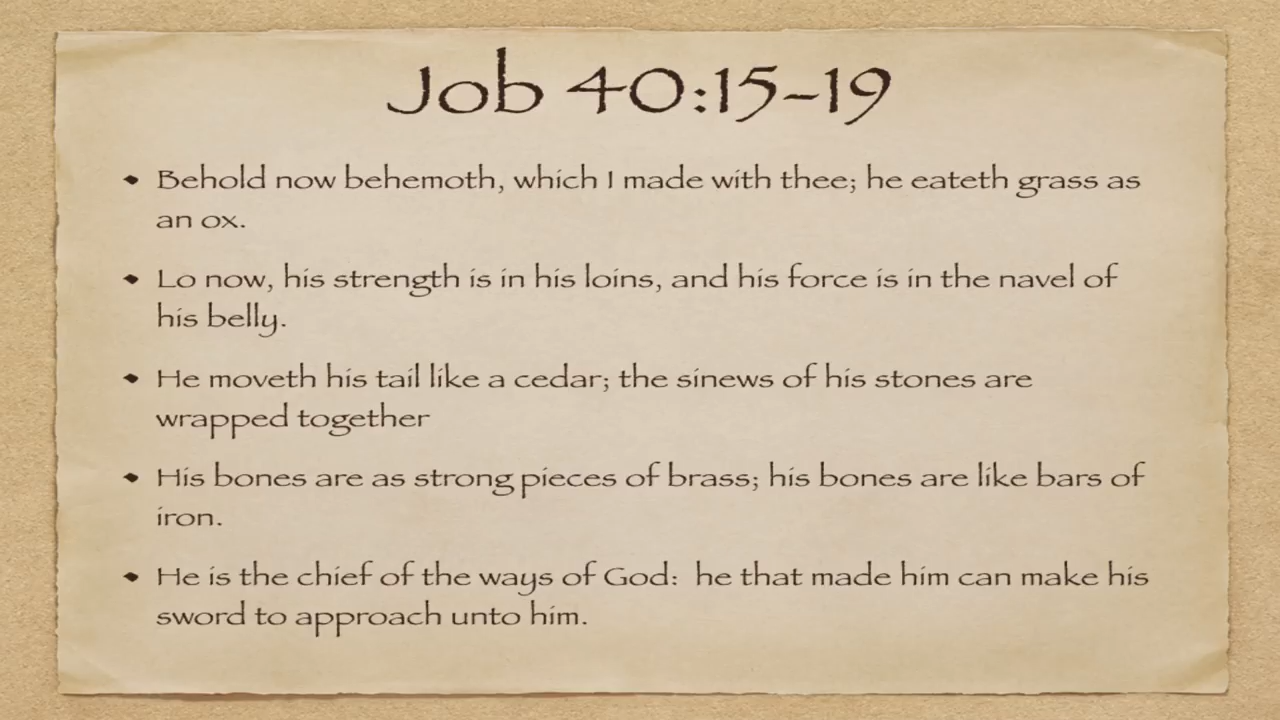 Job 40:15-19
• Behold now behemoth, which I made with thee; he eateth grass as
an ox.
• Lo now, his strength is in his loins, and his force is in the navel of
his belly.
• He moveth his tail like a cedar; the sinews of his stones are
wrapped together
• His bones are as strong pieces of brass; his bones are like bars of
iron.
• He is the chief of the ways of God:  he that made him can make his
sword to approach unto him.